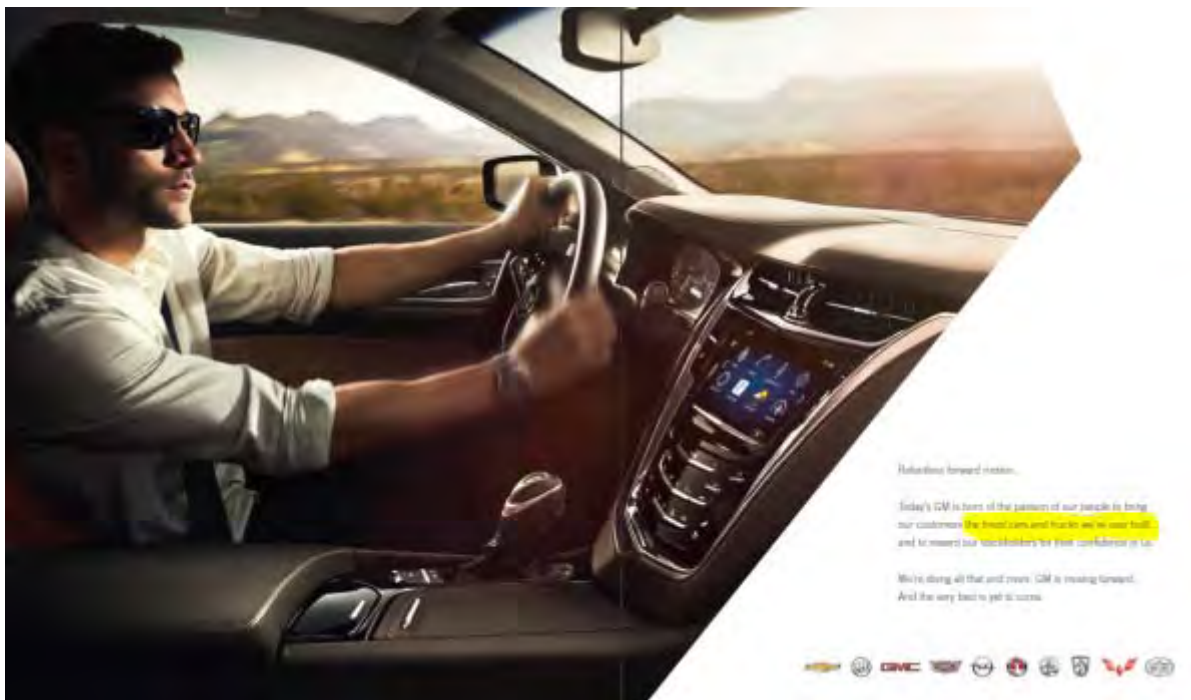 Relentless forward motion.
Today's GM is born of the passion of our people to bring
our customers the finest cars and trucks we've ever built
and to reward our stockholders for their confidence in us.
We're doing all that and more. GM is moving forward.
And the very best is yet to come.
GMC